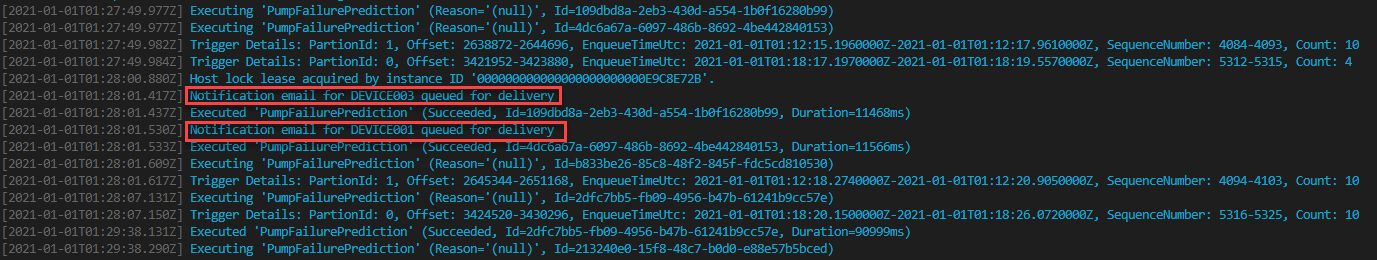 [2021-01-01T01:27:49.977Z] Executing 'PumpFailurePrediction' (Reason='(null)', Id=109dbd8a-2eb3-430d-a554-1b0f16280b99)
[2021-01-01T01:27:49.977Z] Executing 'PumpFailurePrediction' (Reason='(null)', Id=4dc6a67a-6097-486b-8692-4be442840153)
[2021-01-01T01:27:49.982Z] Trigger Details: PartionId: 1, Offset: 2638872-2644696, EnqueueTimeUtc: 2021-01-01T01:12:15.1960000Z-2021-01-01T01:12:17.9610000Z, SequenceNumber: 4084-4093, Count: 10
[2021-01-01T01:27:49.984Z] Trigger Details: PartionId: 0, Offset: 3421952-3423880, EnqueueTimeUtc: 2021-01-01T01:18:17.1970000Z-2021-01-01T01:18:19.5570000Z, SequenceNumber: 5312-5315, Count: 4
[2021-01-01T01:28:00.880Z] Host lock lease acquired by instance ID '000000000000000000000000E9C8E72B'.
[2021-01-01T01:28:01.417Z] Notification email for DEVICE003 queued for delivery
[2021-01-01T01:28:01.437Z] Executed 'PumpFailurePrediction' (Succeeded, Id=109dbd8a-2eb3-430d-a554-1b0f16280b99, Duration=11468ms)
[2021-01-01T01:28:01.530Z] Notification email for DEVICE001 queued for delivery
[2021-01-01T01:28:01.533Z] Executed 'PumpFailurePrediction' (Succeeded, Id=4dc6a67a-6097-486b-8692-4be442840153, Duration=11566ms)
[2021-01-01T01:28:01.609Z] Executing 'PumpFailurePrediction' (Reason='(null)', Id=b833be26-85c8-48f2-845f-fdc5cd810530)
[2021-01-01T01:28:01.617Z] Trigger Details: PartionId: 1, Offset: 2645344-2651168, EnqueueTimeUtc: 2021-01-01T01:12:18.2740000Z-2021-01-01T01:12:20.9050000Z, SequenceNumber: 4094-4103, Count: 10
[2021-01-01T01:28:07.131Z] Executing 'PumpFailurePrediction' (Reason='(null)', Id=2dfc7bb5-fb09-4956-b47b-61241b9cc57e)
[2021-01-01T01:28:07.150Z] Trigger Details: PartionId: 0, Offset: 3424520-3430296, EnqueueTimeUtc: 2021-01-01T01:18:20.1500000Z-2021-01-01T01:18:26.0720000Z, SequenceNumber: 5316-5325, Count: 10
[2021-01-01T01:29:38.131Z] Executed 'PumpFailurePrediction' (Succeeded, Id=2dfc7bb5-fb09-4956-b47b-61241b9cc57e, Duration=90999ms)
[2021-01-01T01:29:38.290Z] Executing 'PumpFailurePrediction' (Reason='(null)', Id=213240e0-15f8-48c7-b0d0-e88e57b5bced)